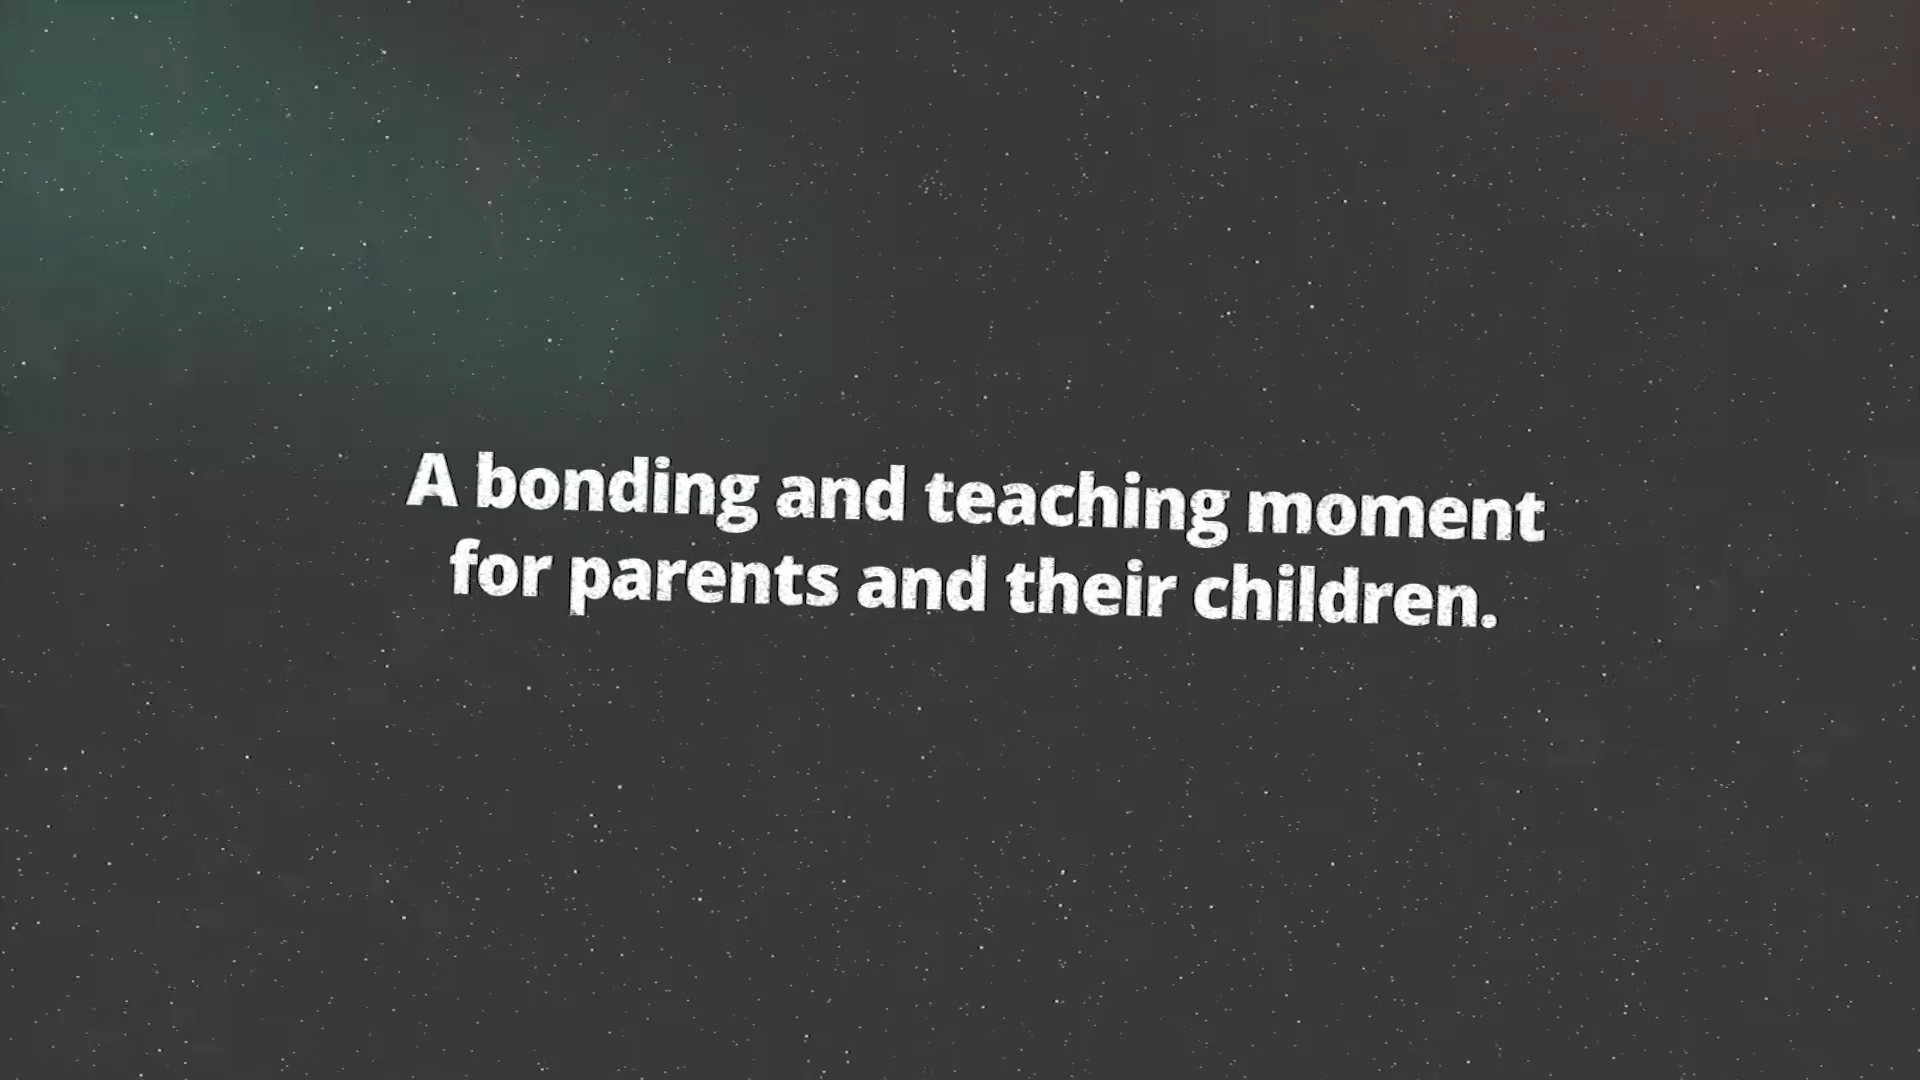 A bonding and teaching moment
for parents and their children.